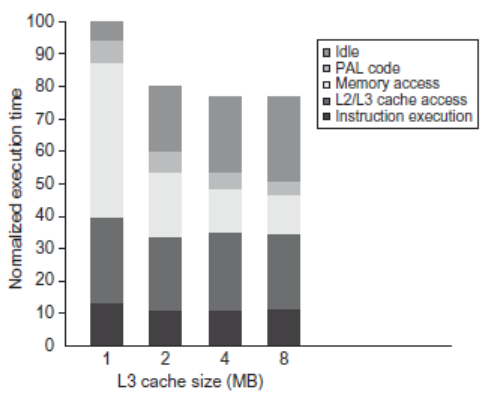 100
90
80
70
60
50
40
30
20
10
0
Normalized execution time
1 2 4 8
L3 cache size (MB)
Idle
PAL code
Memory access
L2/L3 cache access
Instruction execution